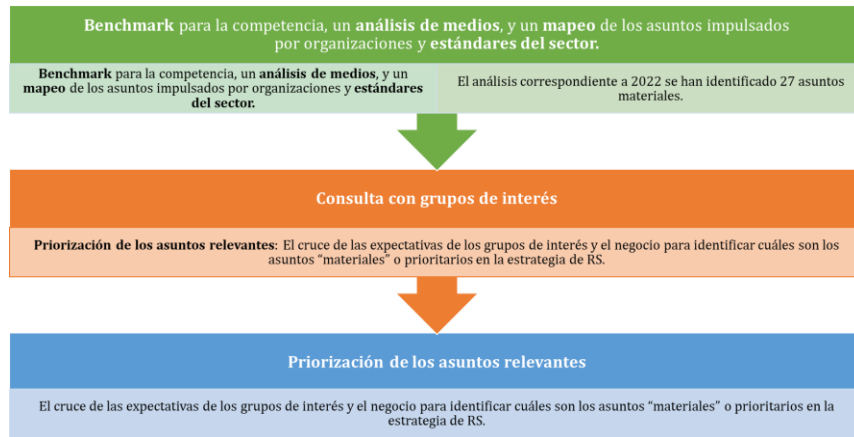 Benchmark para la competencia, un análisis de medios, y un mapeo de los asuntos impulsados
por organizaciones y estándares del sector.
Benchmark para la competencia, un análisis de medios, y un
mapeo de los asuntos impulsados por organizaciones y estándares
del sector.
El análisis correspondiente a 2022 se han identificado 27 asuntos
materiales.
Consulta con grupos de interés
Priorización de los asuntos relevantes: El cruce de las expectativas de los grupos de interés y el negocio para identificar cuáles son los
asuntos “materiales” o prioritarios en la estrategia de RS.
Priorización de los asuntos relevantes
El cruce de las expectativas de los grupos de interés y el negocio para identificar cuáles son los asuntos “materiales” o prioritarios en la
estrategia de RS.